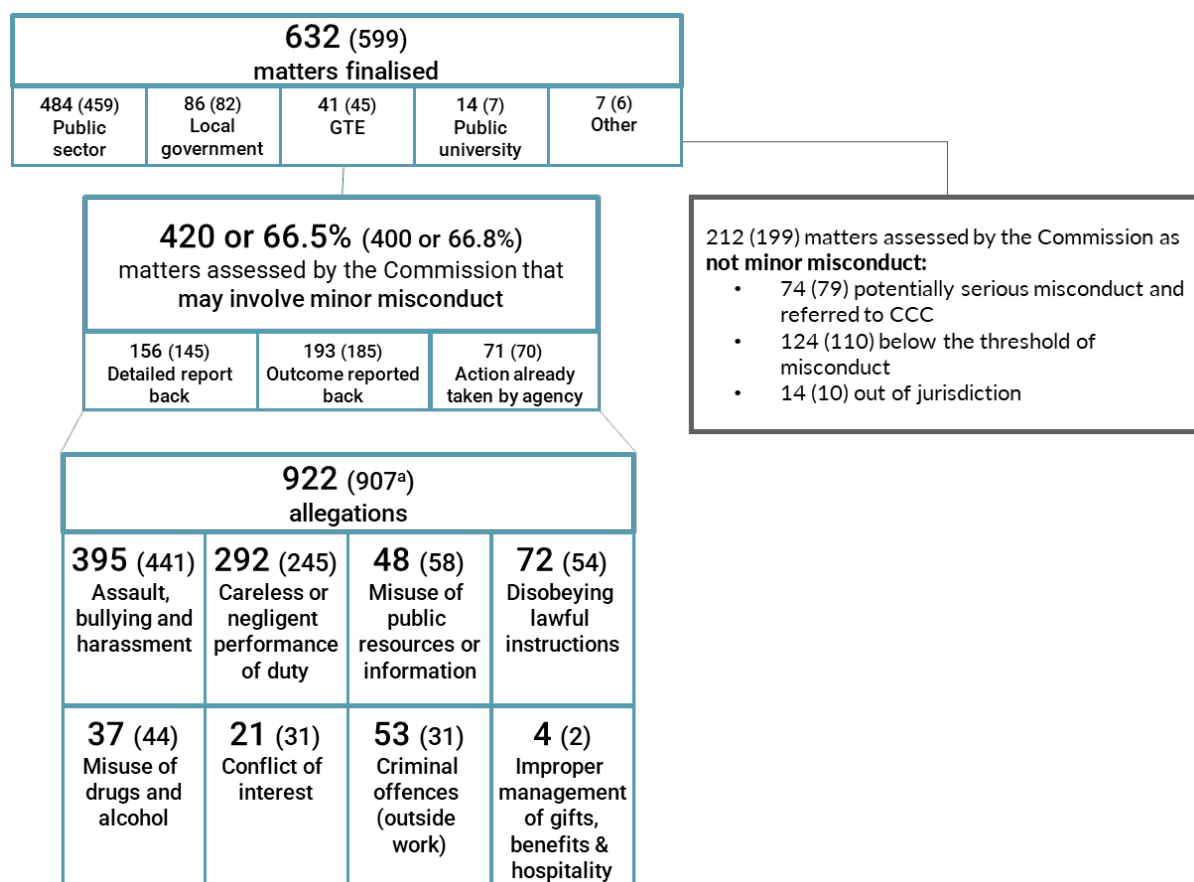 632 (599)
matters finalised
484 (459)
Public
sector
86 (82)
Local
government
41 (45)
GTE
14 (7)
Public
university
7 (6)
Other
420 or 66.5% (400 or 66.8%)
matters assessed by the Commission that
may involve minor misconduct
156 (145)
Detailed report
back
193 (185)
Outcome reported
back
71 (70)
Action already
taken by agency
212 (199) matters assessed by the Commission as
not minor misconduct:
• 74 (79) potentially serious misconduct and
referred to CCC
• 124 (110) below the threshold of
misconduct
• 14 (10) out of jurisdiction
922 (907ᵃ)
allegations
395 (441)
Assault,
bullying and
harassment
292 (245)
Careless or
negligent
performance
of duty
48 (58)
Misuse of
public
resources or
information
72 (54)
Disobeying
lawful
instructions
37 (44)
Misuse of
drugs and
alcohol
21 (31)
Conflict of
interest
53 (31)
Criminal
offences
(outside
work)
4 (2)
Improper
management
of gifts,
benefits &
hospitality